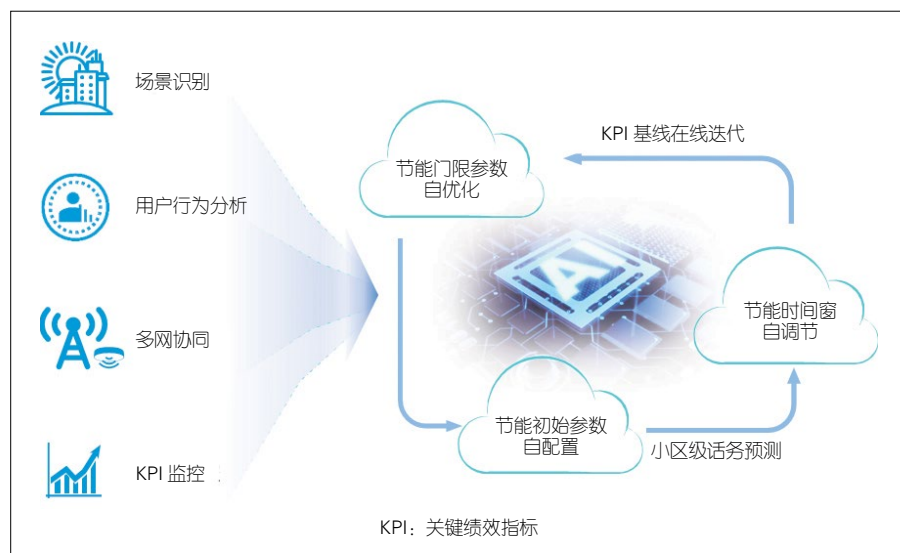 场景识别
用户行为分析
多网协同
KPI 监控
节能门限参数
自优化
KPI 基线在线迭代
AI
节能时间窗
自调节
节能初始参数
自配置
小区级话务预测
KPI：关键绩效指标